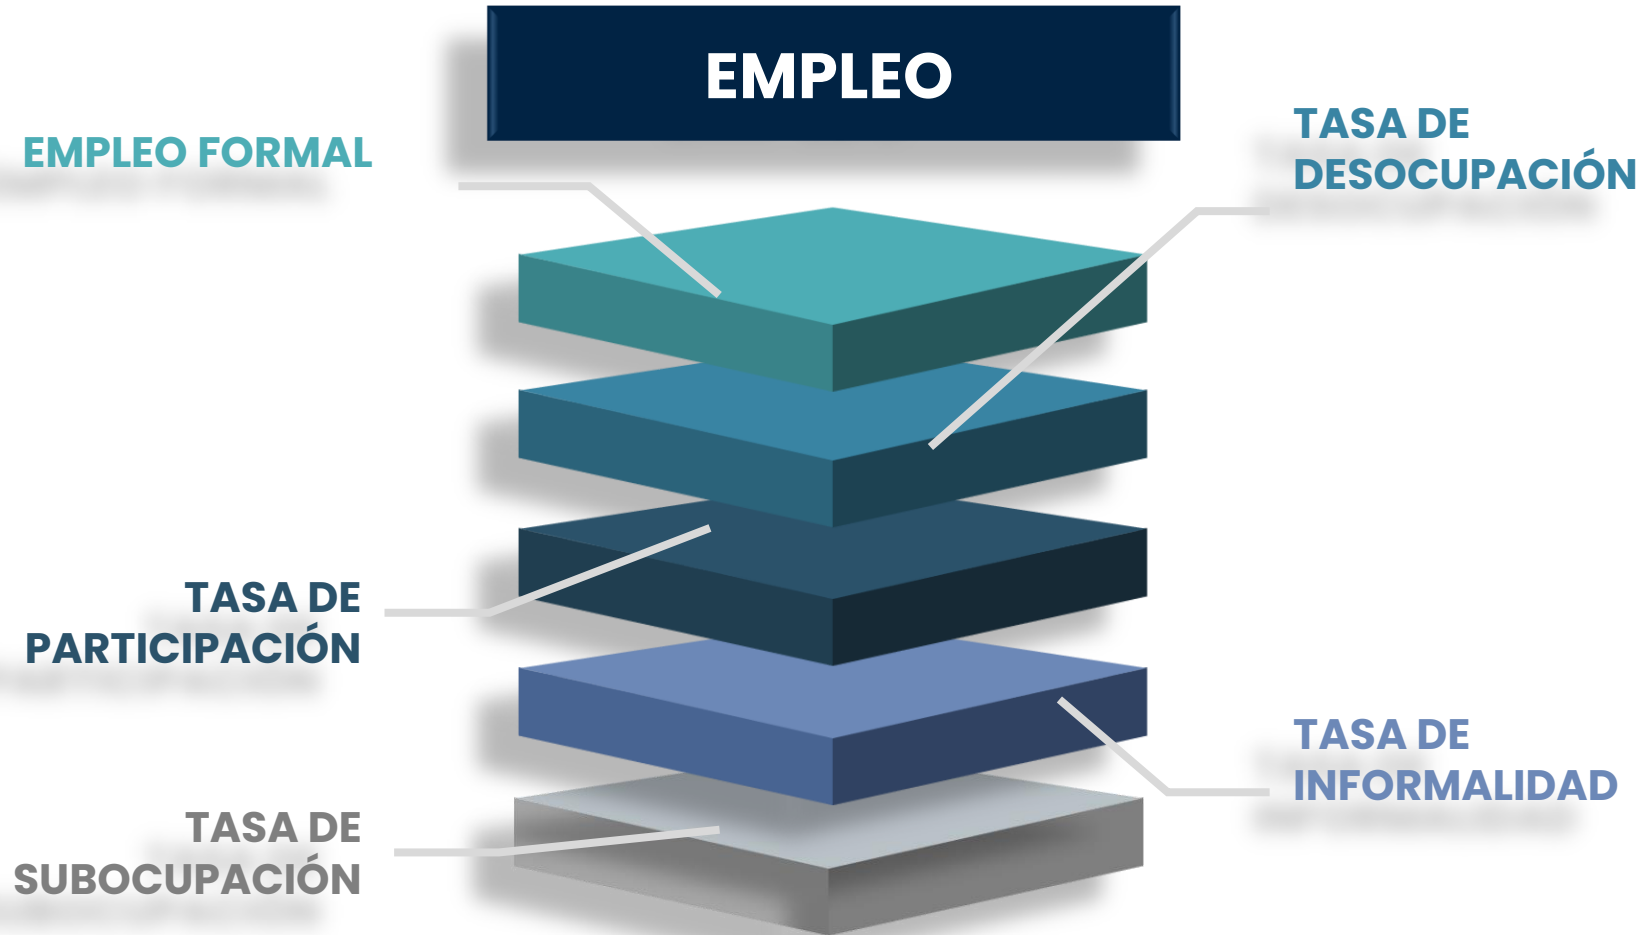 EMPLEO
EMPLEO FORMAL
TASA DE
DESOCUPACIÓN
TASA DE
PARTICIPACIÓN
TASA DE
INFORMALIDAD
TASA DE
SUBOCUPACIÓN